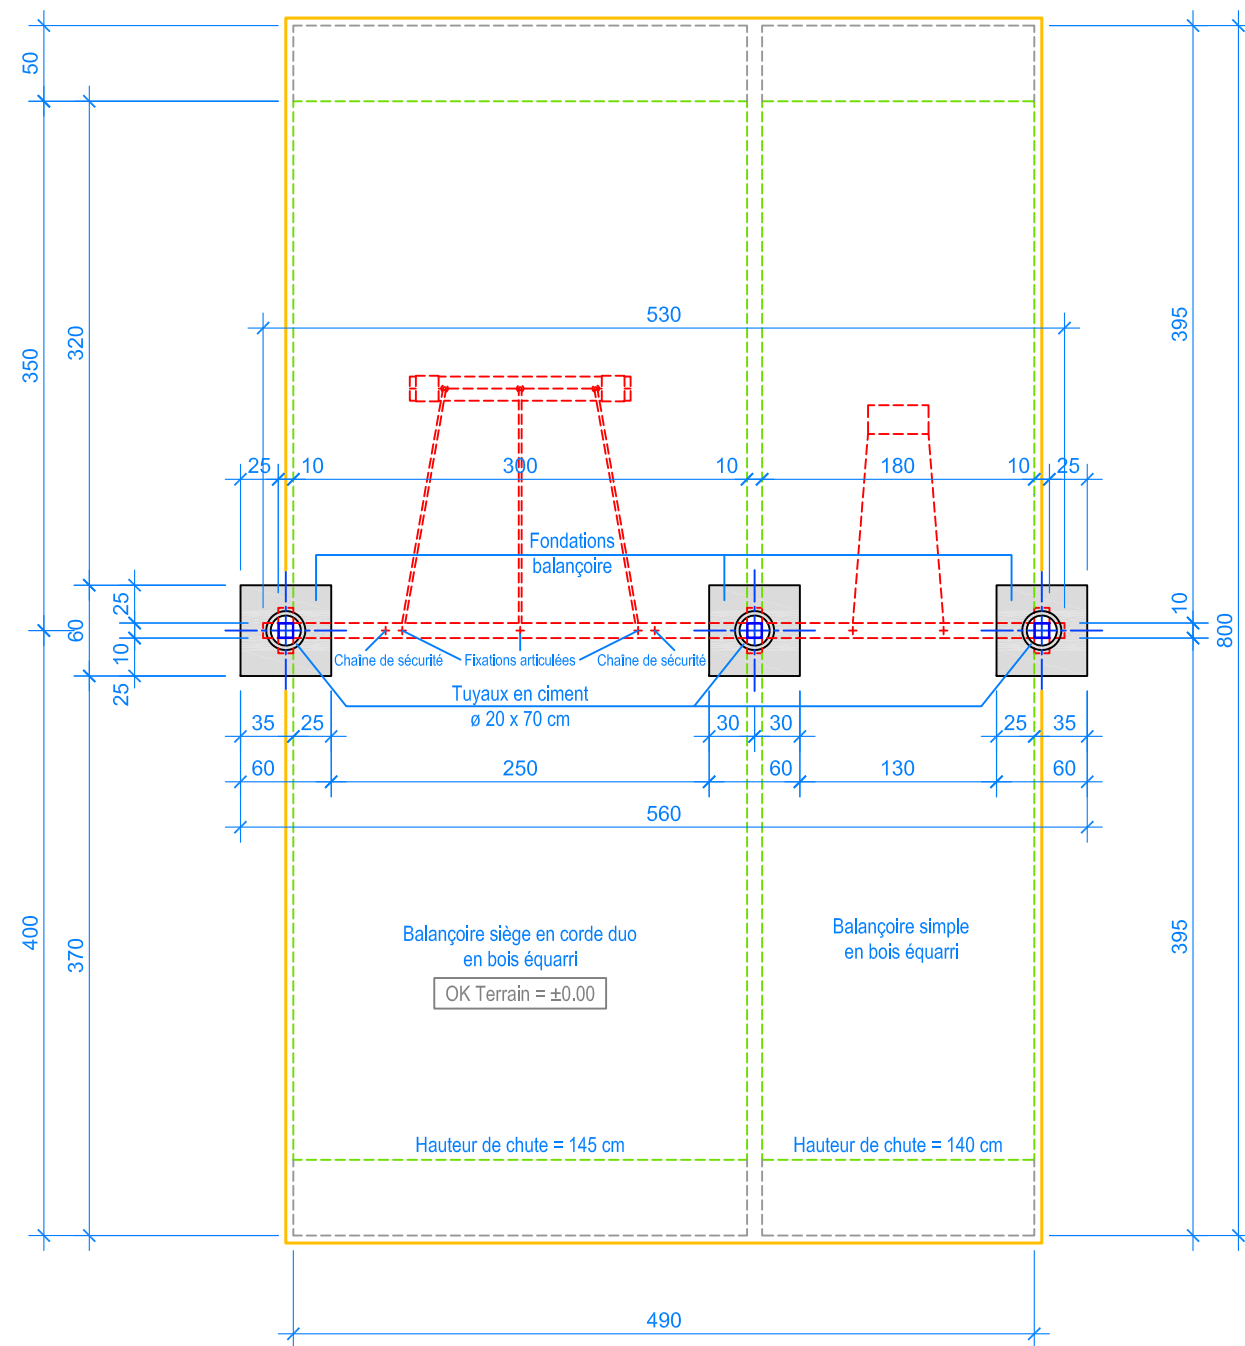 50
395
530
320
350
25
10
300
10
180
10
25
Fondations
balançoire
25
60
10
25
10
800
Chaîne de sécurité
Fixations articulées
Chaîne de sécurité
Tuyaux en ciment
ø 20 x 70 cm
35
25
30
30
25
35
60
250
60
130
60
560
400
370
395
Balançoire siège en corde duo
en bois équarri
Balançoire simple
en bois équarri
OK Terrain = ±0.00
Hauteur de chute = 145 cm
Hauteur de chute = 140 cm
490